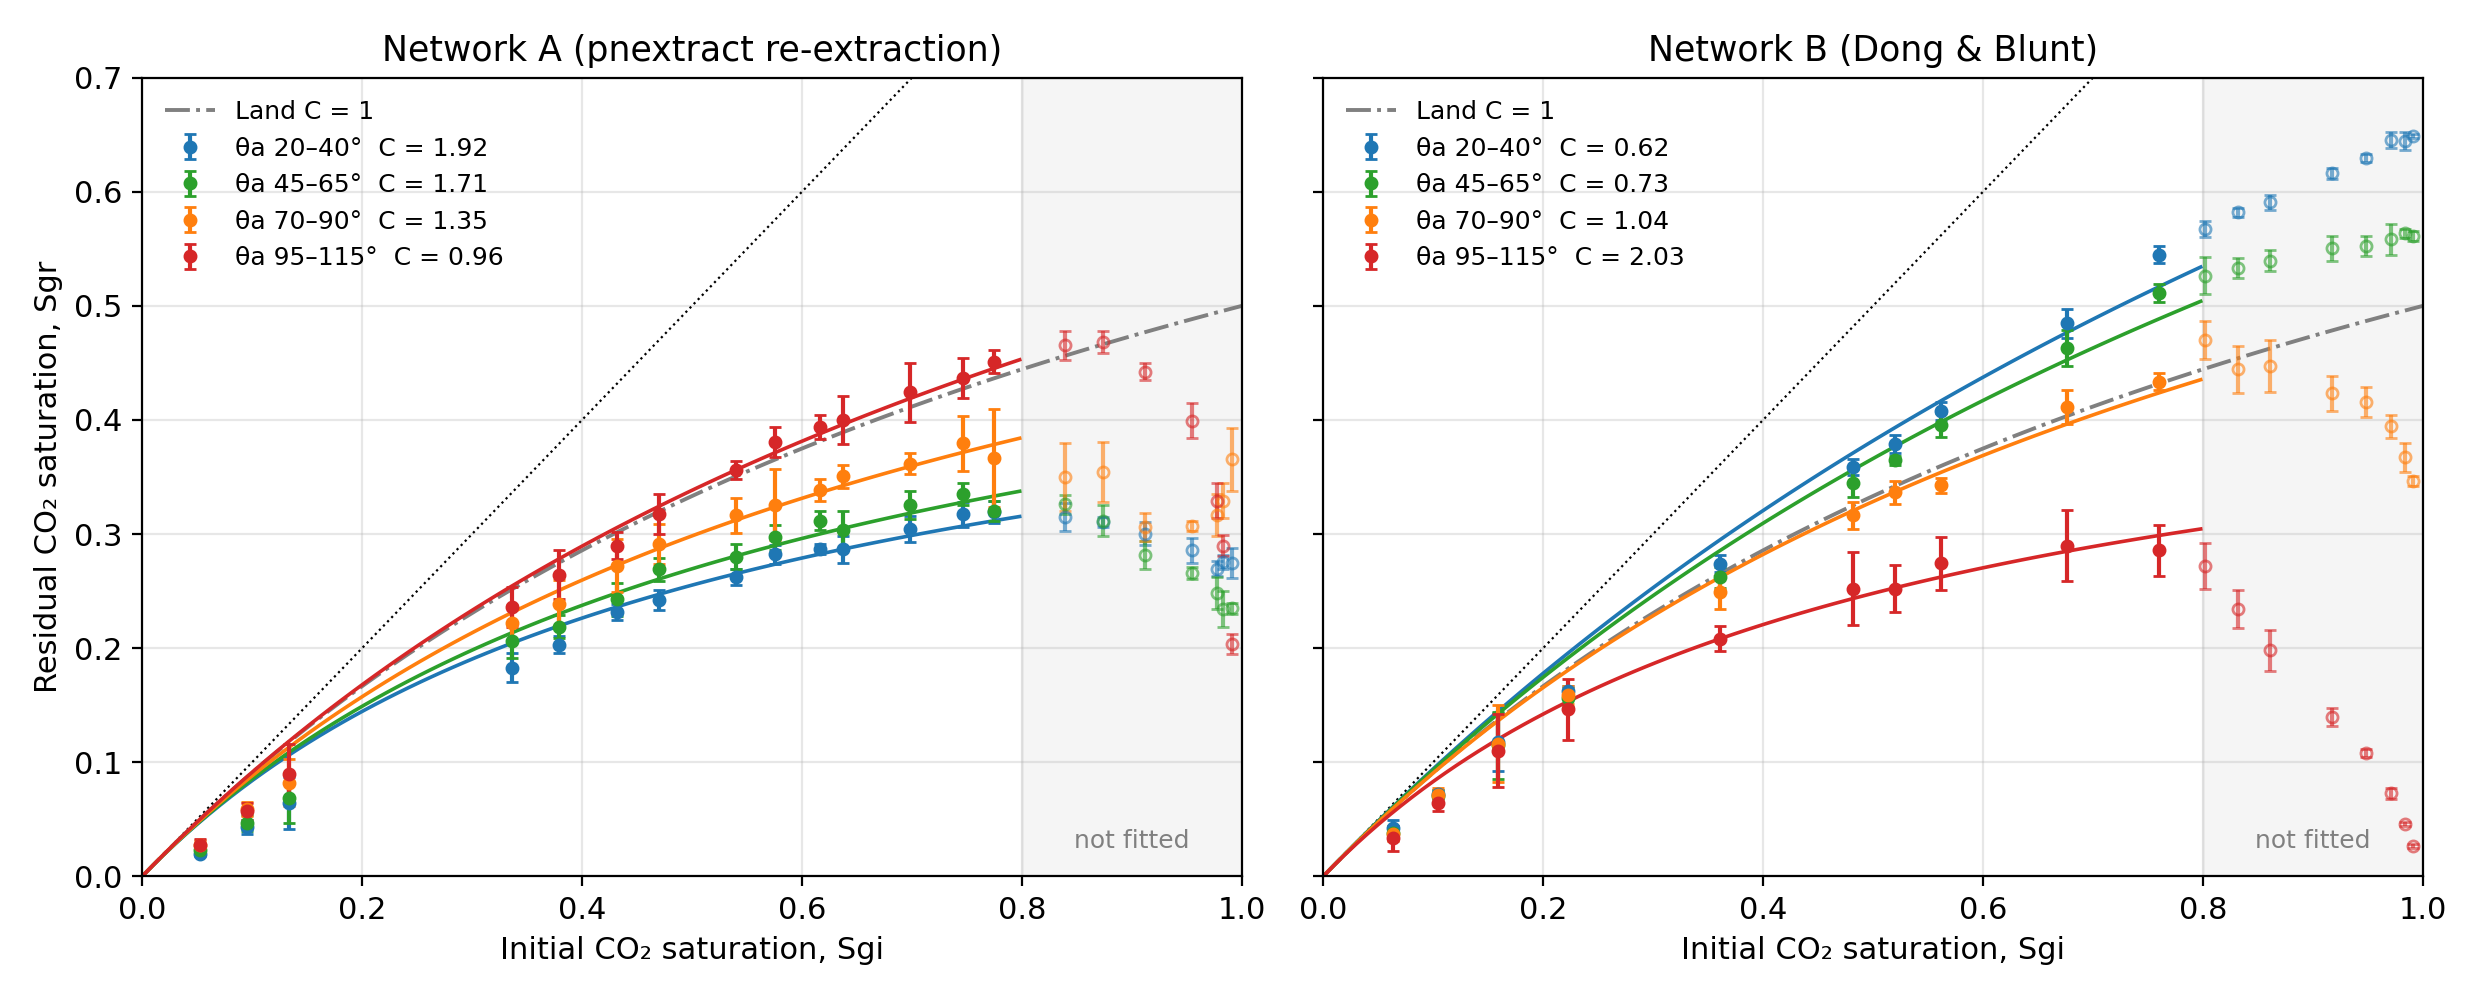 Network A (pnextract re-extraction)
Residual CO₂ saturation, Sgr
0.7
0.6
0.5
0.4
0.3
0.2
0.1
0.0
Land C = 1
θa 20–40°  C = 1.92
θa 45–65°  C = 1.71
θa 70–90°  C = 1.35
θa 95–115°  C = 0.96
not fitted
0.0 0.2 0.4 0.6 0.8 1.0
Initial CO₂ saturation, Sgi
Network B (Dong & Blunt)
Land C = 1
θa 20–40°  C = 0.62
θa 45–65°  C = 0.73
θa 70–90°  C = 1.04
θa 95–115°  C = 2.03
not fitted
0.0 0.2 0.4 0.6 0.8 1.0
Initial CO₂ saturation, Sgi